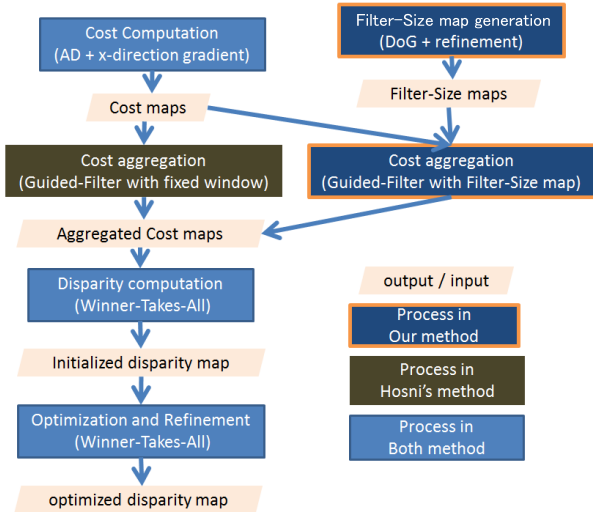 Cost Computation
(AD + x-direction gradient)
Filter-Size map generation
(DoG + refinement)
Cost maps
Filter-Size maps
Cost aggregation
(Guided-Filter with fixed window)
Cost aggregation
(Guided-Filter with Filter-Size map)
Aggregated Cost maps
Disparity computation
(Winner-Takes-All)
Initialized disparity map
Optimization and Refinement
(Winner-Takes-All)
optimized disparity map
output / input
Process in
Our method
Process in
Hosni's method
Process in
Both method